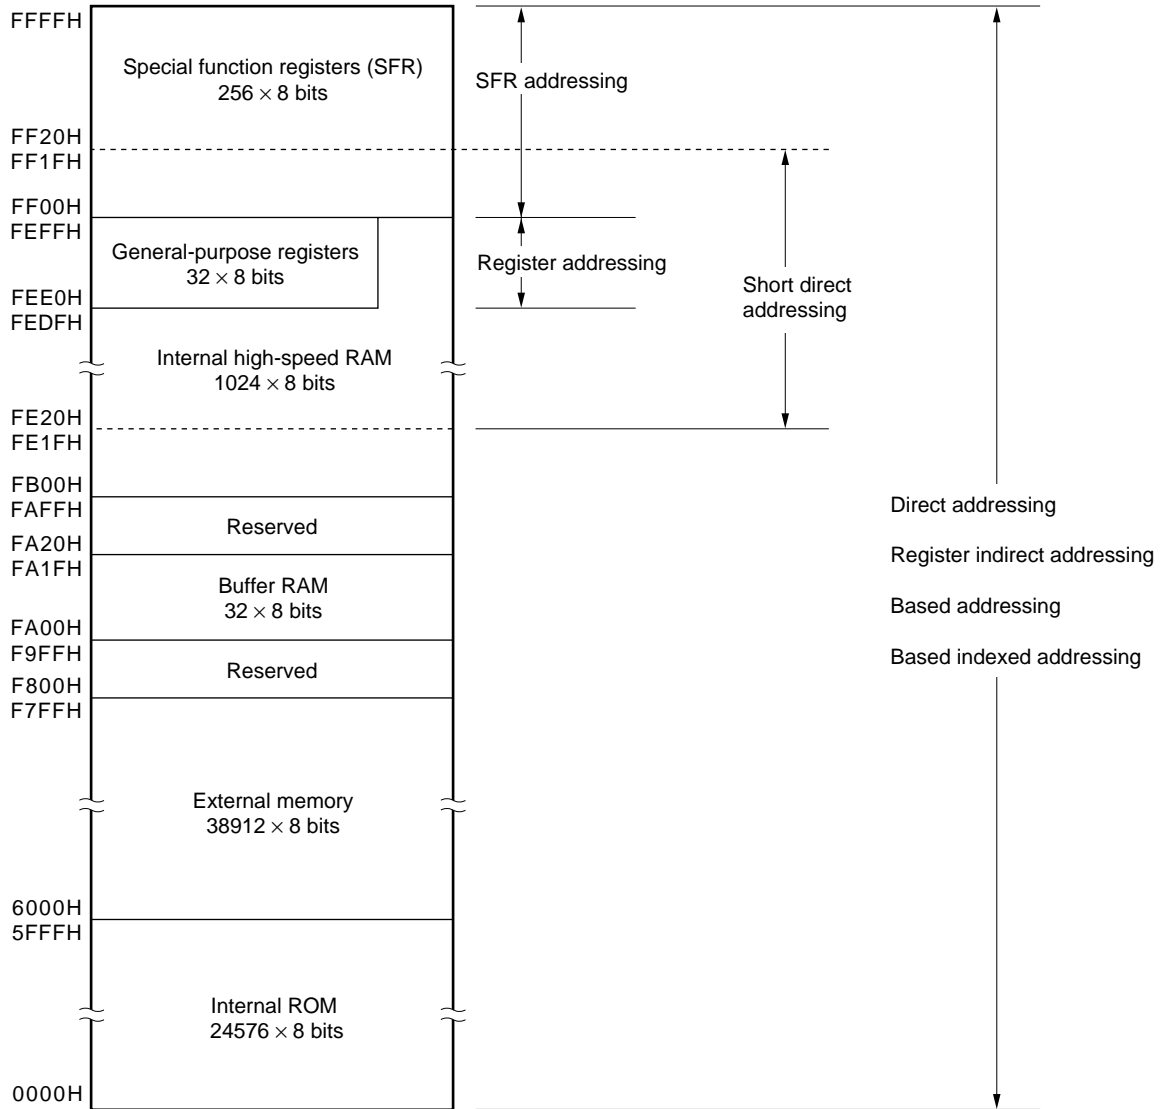 FFFFH
Special function registers (SFR)
256 × 8 bits
SFR addressing
FF20H
FF1FH
FF00H
FEFFH
General-purpose registers
32 × 8 bits
Register addressing
Short direct
addressing
FEE0H
FEDFH
Internal high-speed RAM
1024 × 8 bits
FE20H
FE1FH
FB00H
FAFFH
Reserved
FA20H
FA1FH
Buffer RAM
32 × 8 bits
FA00H
F9FFH
Reserved
F800H
F7FFH
Direct addressing
Register indirect addressing
Based addressing
Based indexed addressing
External memory
38912 × 8 bits
6000H
5FFFH
Internal ROM
24576 × 8 bits
0000H